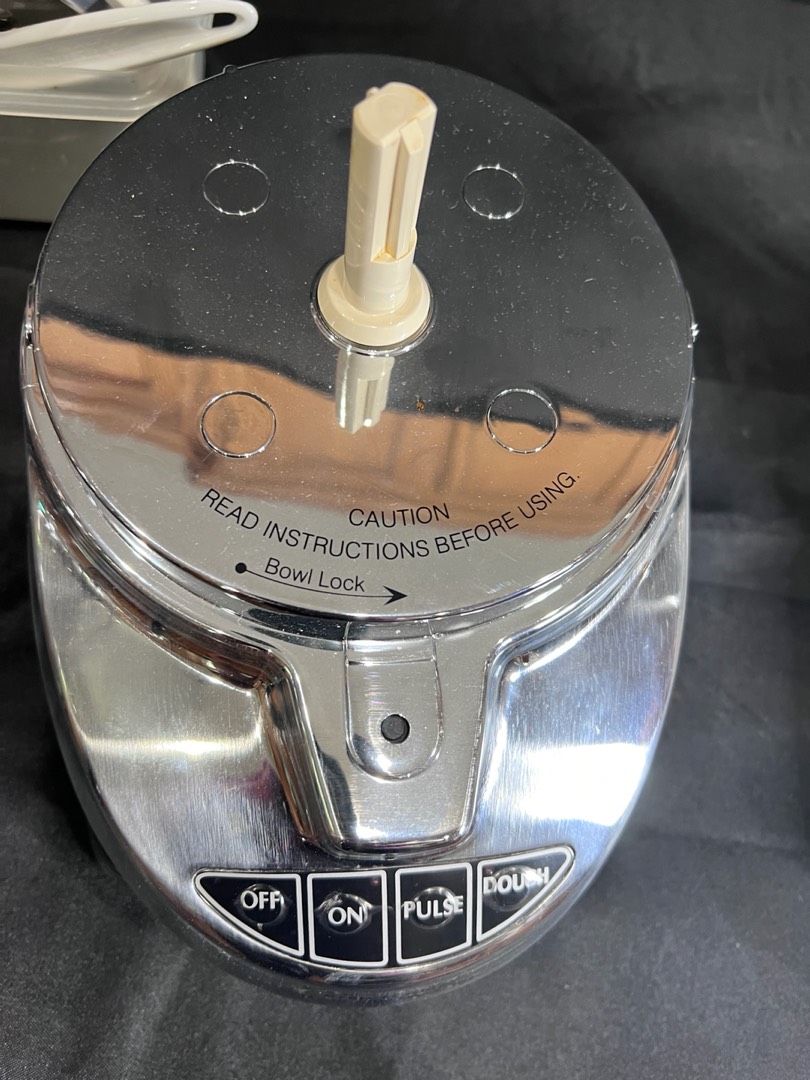 CAUTION
READ INSTRUCTIONS BEFORE USING.
Bowl Lock
OFF
ON
PULSE
DOUGH